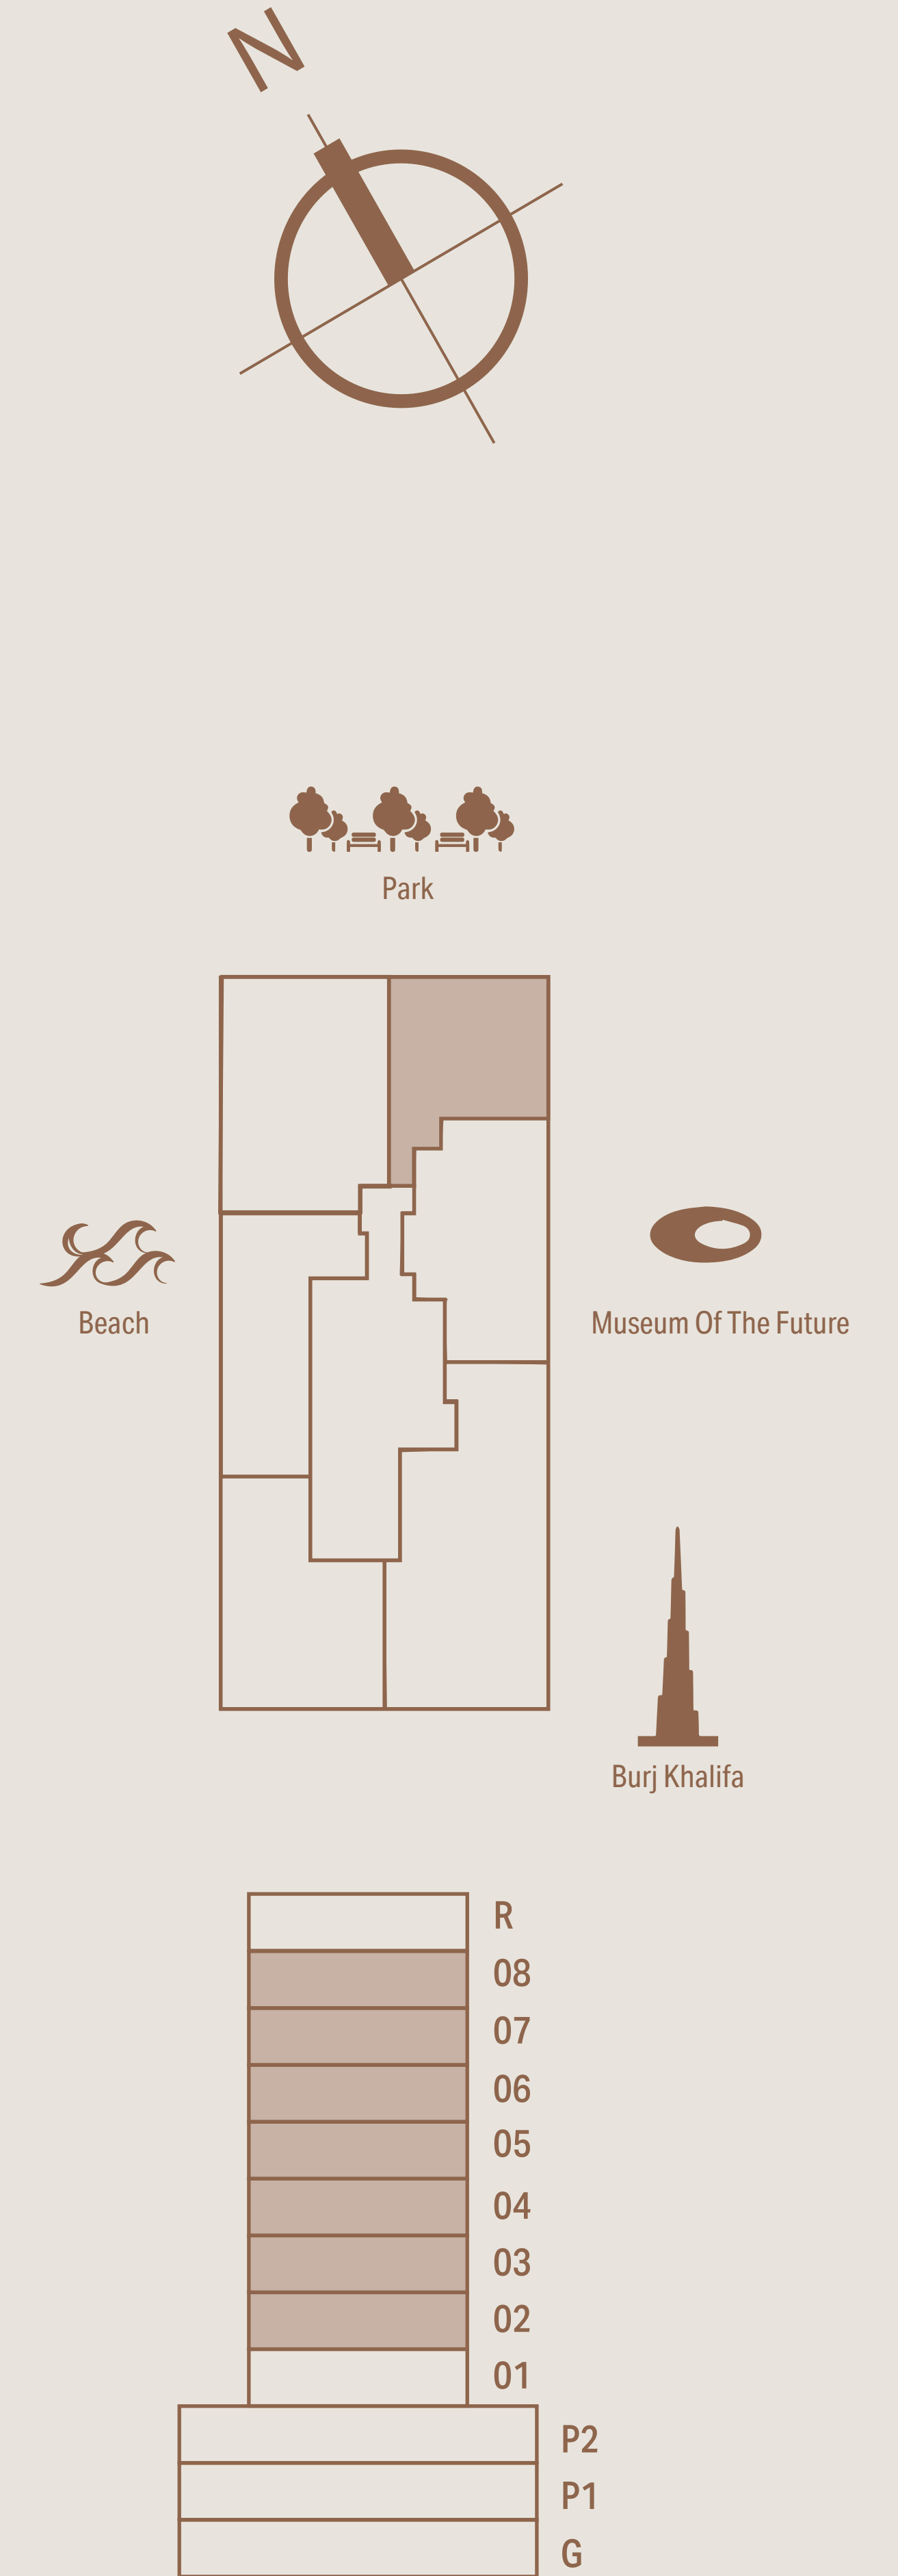 N
Park
Beach
Museum Of The Future
Burj Khalifa
R
08
07
06
05
04
03
02
01
P2
P1
G